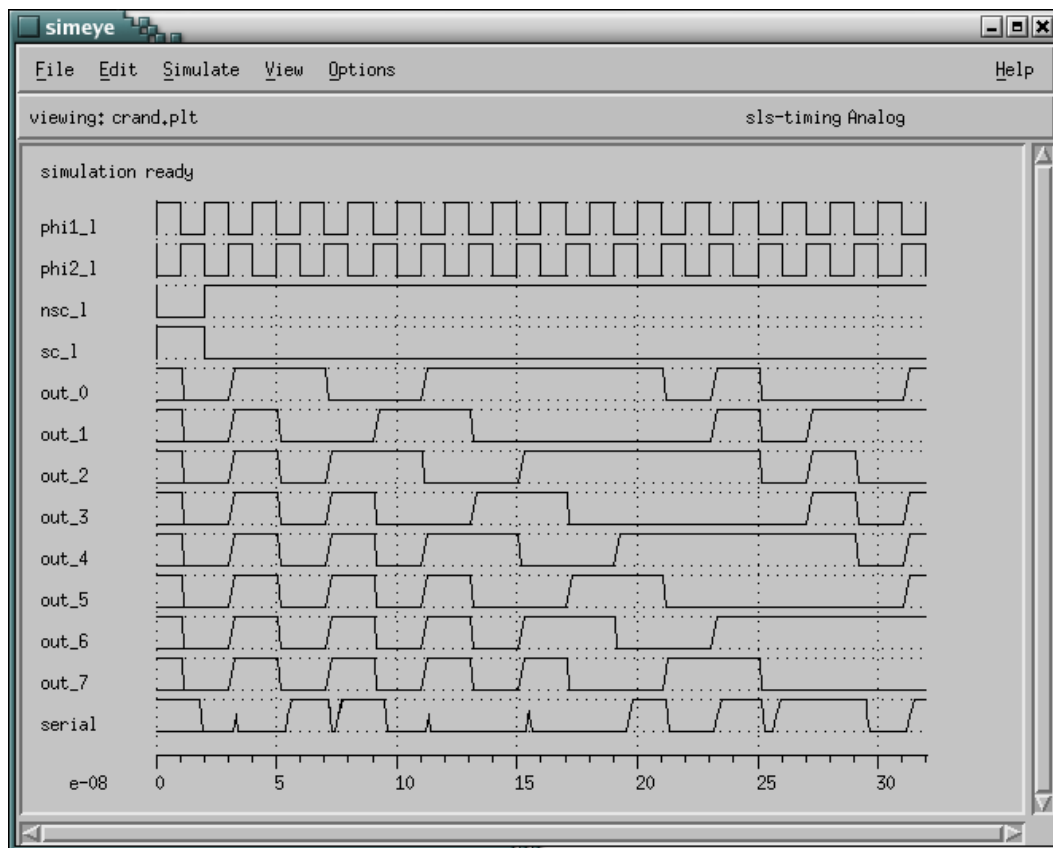 simeye
File Edit Simulate View Options Help
viewing: crand.plt sls-timing Analog
simulation ready
phi1_l
phi2_l
nsc_l
sc_l
out_0
out_1
out_2
out_3
out_4
out_5
out_6
out_7
serial
e-08 0 5 10 15 20 25 30